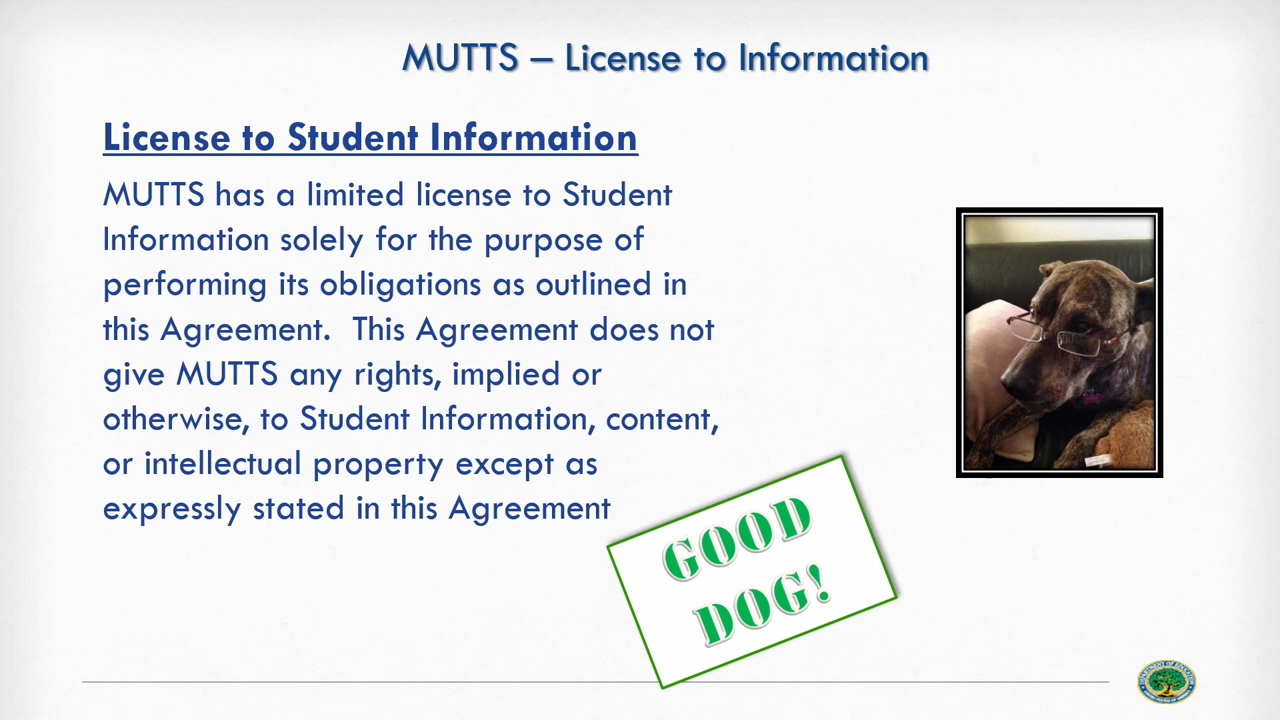 MUTTS – License to Information
License to Student Information
MUTTS has a limited license to Student
Information solely for the purpose of
performing its obligations as outlined in
this Agreement.  This Agreement does not
give MUTTS any rights, implied or
otherwise, to Student Information, content,
or intellectual property except as
expressly stated in this Agreement
GOOD
DOG!